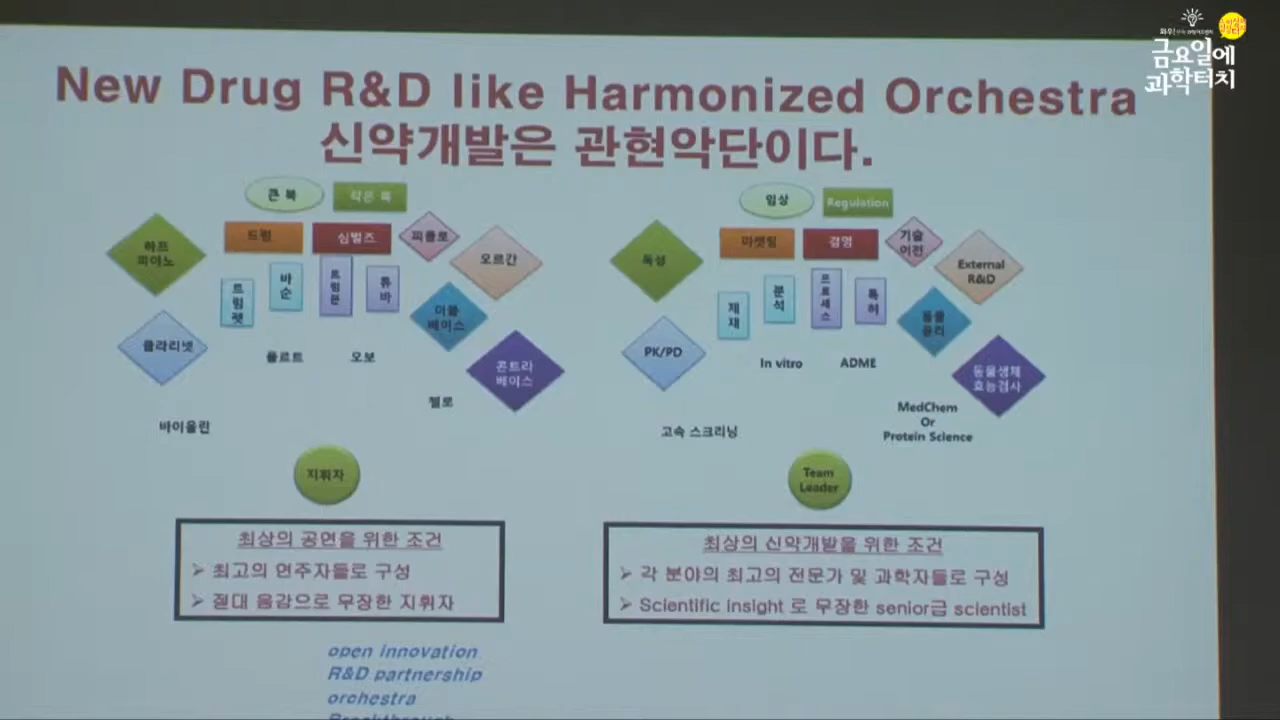 금요일에
과학터치
New Drug R&D like Harmonized Orchestra
신약개발은 관현악단이다.
큰 북
작은 북
드럼
심벌즈
피콜로
하프
피아노
오르간
트럼펫
바순
트럼본
튜바
더블
베이스
클라리넷
플르트
오보
콘트라
베이스
첼로
바이올린
지휘자
최상의 공연을 위한 조건
➢ 최고의 연주자들로 구성
➢ 절대 음감으로 무장한 지휘자
임상
Regulation
마켓팅
경영
기술
이전
독성
External
R&D
제재
분석
프로세스
특허
동물
윤리
PK/PD
In vitro
ADME
동물생체
효능검사
MedChem
Or
Protein Science
고속 스크리닝
Team
Leader
최상의 신약개발을 위한 조건
➢ 각 분야의 최고의 전문가 및 과학자들로 구성
➢ Scientific insight 로 무장한 senior급 scientist
open innovation
R&D partnership
orchestra
Breakthrough